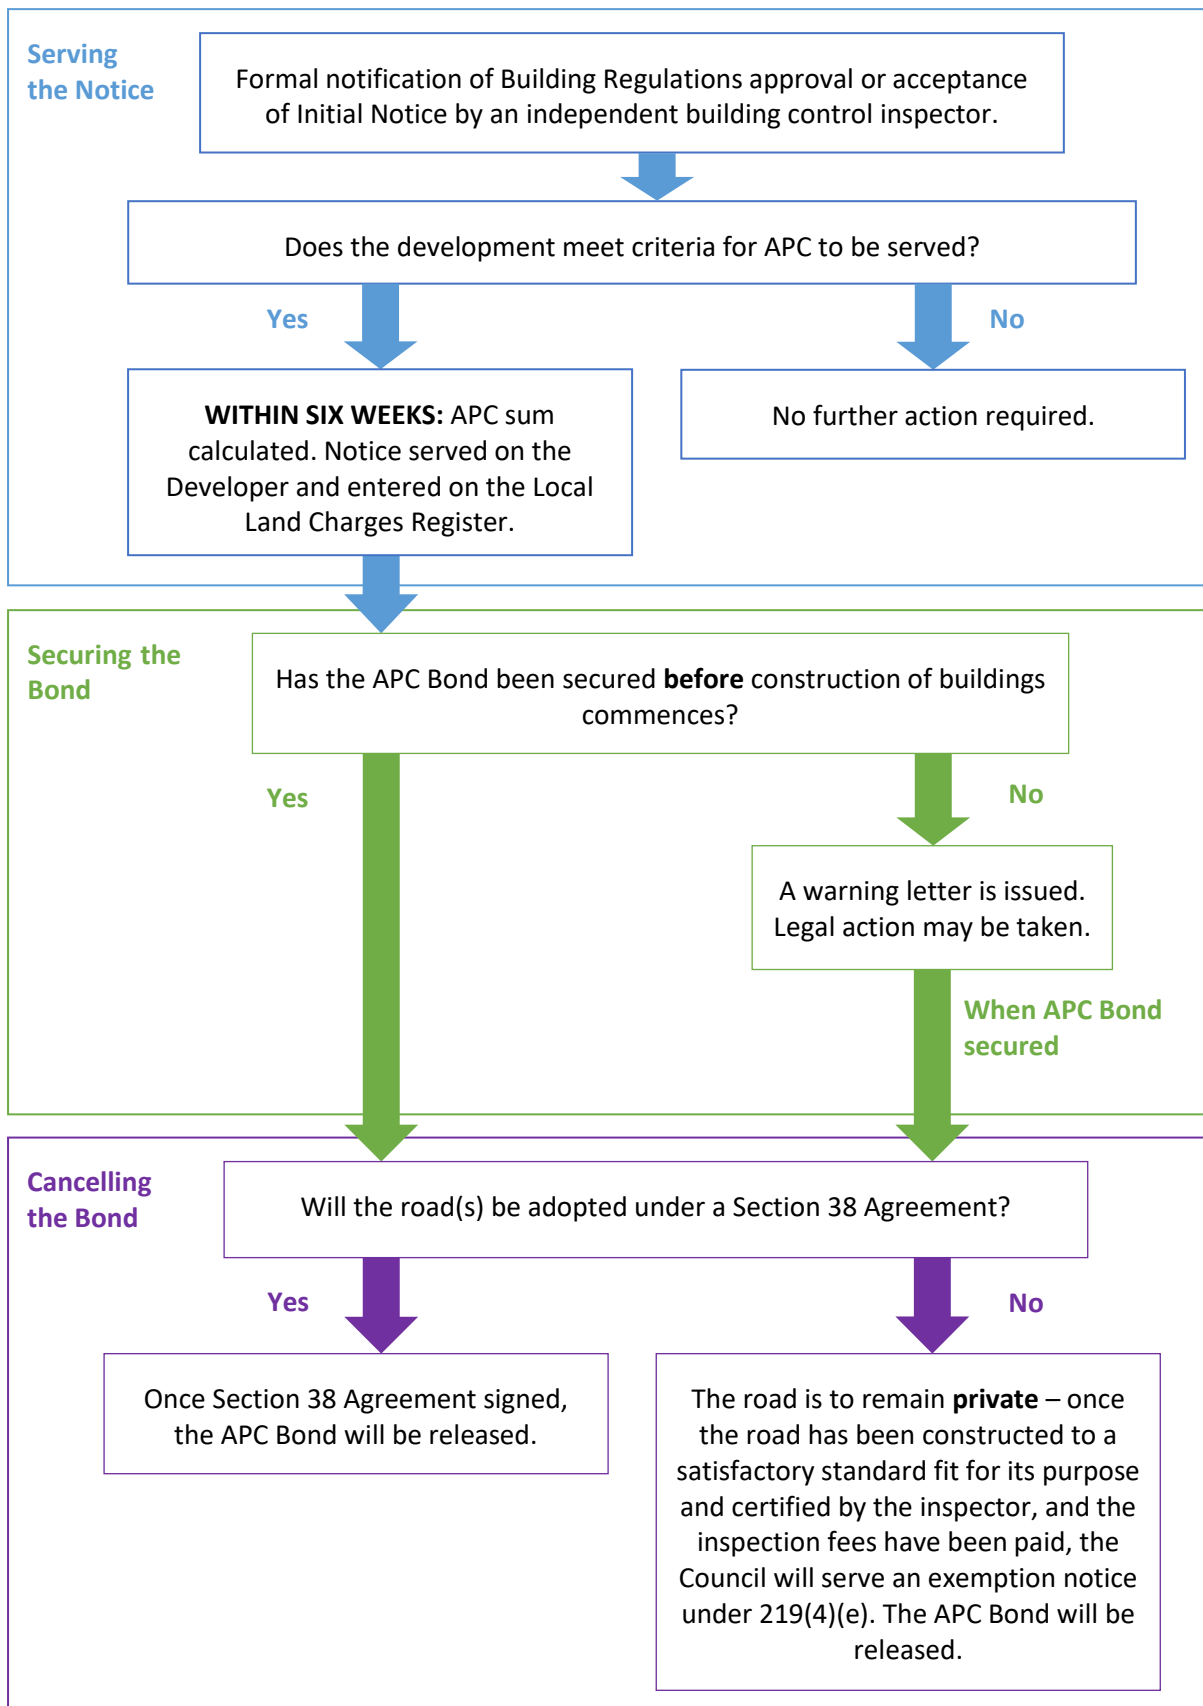 Serving
the Notice
Formal notification of Building Regulations approval or acceptance
of Initial Notice by an independent building control inspector.
Does the development meet criteria for APC to be served?
Yes
No
WITHIN SIX WEEKS: APC sum
calculated. Notice served on the
Developer and entered on the Local
Land Charges Register.
No further action required.
Securing the
Bond
Has the APC Bond been secured before construction of buildings
commences?
Yes
No
A warning letter is issued.
Legal action may be taken.
When APC Bond
secured
Cancelling
the Bond
Will the road(s) be adopted under a Section 38 Agreement?
Yes
No
Once Section 38 Agreement signed,
the APC Bond will be released.
The road is to remain private – once
the road has been constructed to a
satisfactory standard fit for its purpose
and certified by the inspector, and the
inspection fees have been paid, the
Council will serve an exemption notice
under 219(4)(e). The APC Bond will be
released.